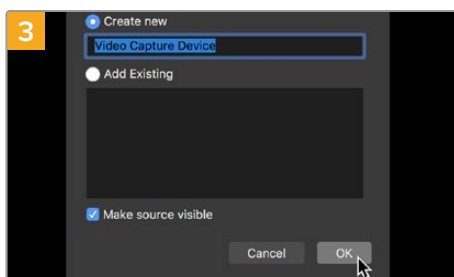 3
Create new
Video Capture Device
Add Existing
Make source visible
Cancel OK